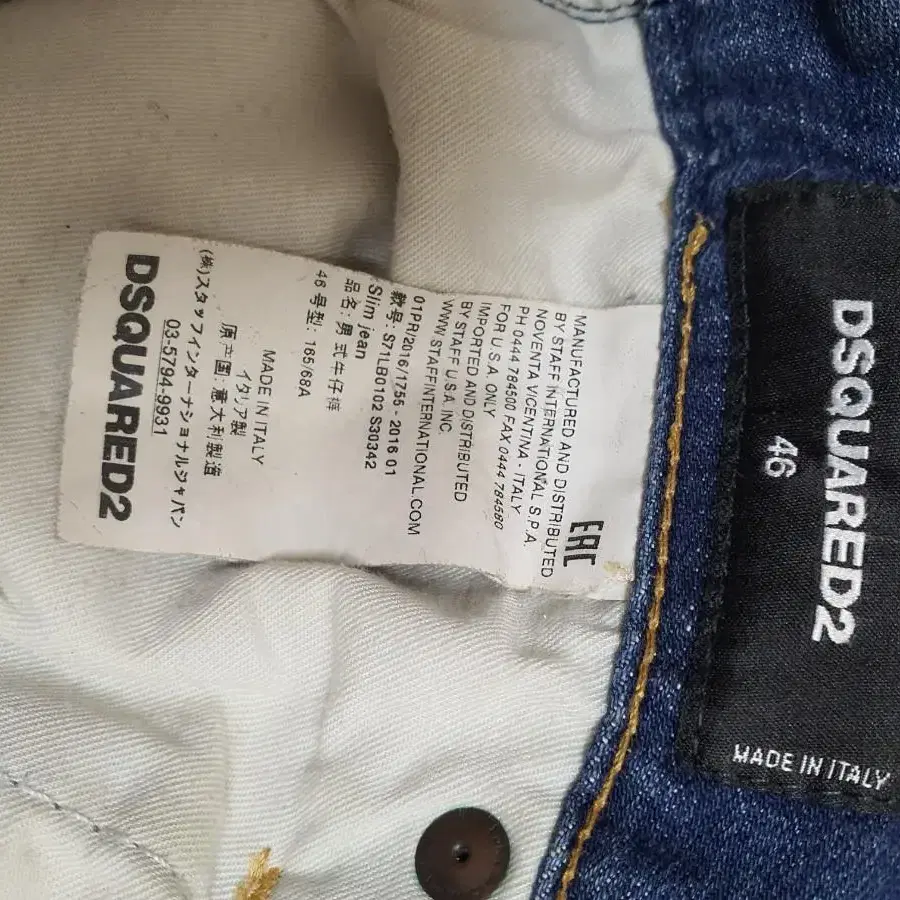 EAC
MANUFACTURED AND DISTRIBUTED
BY STAFF INTERNATIONAL S.P.A.
NOVENTA VICENTINA - ITALY
PH 0444 784500 FAX 0444 784580
FOR U.S.A. ONLY
IMPORTED AND DISTRIBUTED
BY STAFF U.S.A. INC.
WWW.STAFFINTERNATIONAL.COM
01PR/2016/1755 - 2016 01
款号: S71LB0102 S30342
Slim jean
品名: 男 式 牛 仔 裤
46 号型: 165/68A
MADE IN ITALY
イタリア製
原产国: 意大利製造
(株)スタッフインターナショナルジャパン
03-5794-9931
DSQUARED2
DSQUARED2
46
MADE IN ITALY